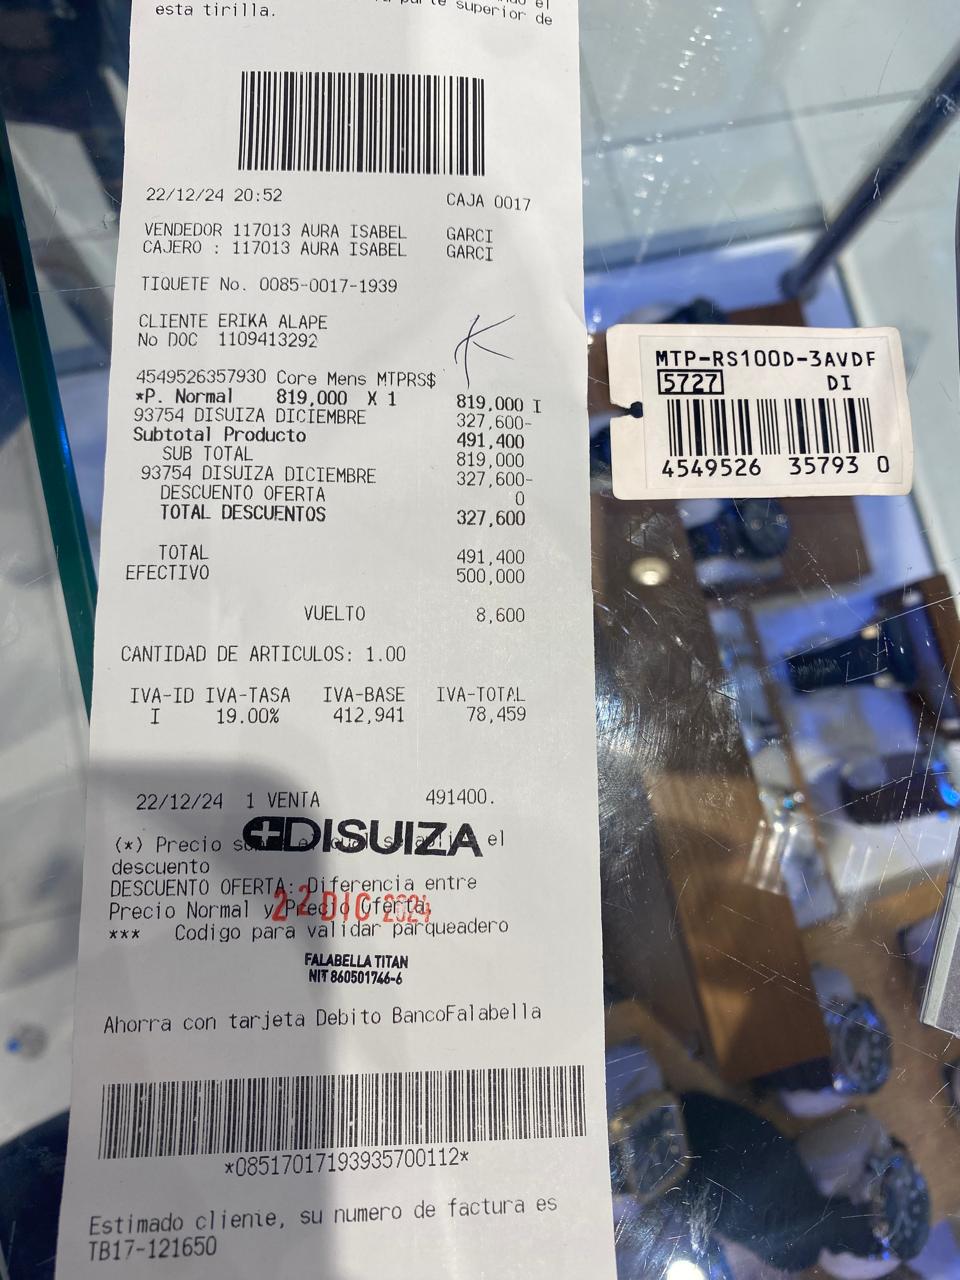 esta tirilla.
parte superior de
22/12/24 20:52 CAJA 0017
VENDEDOR 117013 AURA ISABEL GARCI
CAJERO : 117013 AURA ISABEL GARCI
TIQUETE No. 0085-0017-1939
CLIENTE ERIKA ALAPE
No DOC 1109413292
4549526357930 Core Mens MTPRS$
*P. Normal 819,000 X 1 819,000 I
93754 DISUIZA DICIEMBRE 327,600-
Subtotal Producto 491,400
SUB TOTAL 819,000
93754 DISUIZA DICIEMBRE 327,600-
DESCUENTO OFERTA 0
TOTAL DESCUENTOS 327,600
TOTAL 491,400
EFECTIVO 500,000
VUELTO 8,600
CANTIDAD DE ARTICULOS: 1.00
IVA-ID IVA-TASA IVA-BASE IVA-TOTAL
I 19.00% 412,941 78,459
22/12/24 1 VENTA 491400.
DISUIZA
(*) Precio el
descuento
DESCUENTO OFERTA: Diferencia entre
Precio Normal y Precio Oferta.
22 DIC 2024
*** Codigo para validar parqueadero
FALABELLA TITAN
NIT 860501746-6
Ahorra con tarjeta Debito BancoFalabella
*08517017193935700112*
Estimado cliente, su numero de factura es
TB17-121650
MTP-RS100D-3AVDF
5727 DI
4549526 35793 0